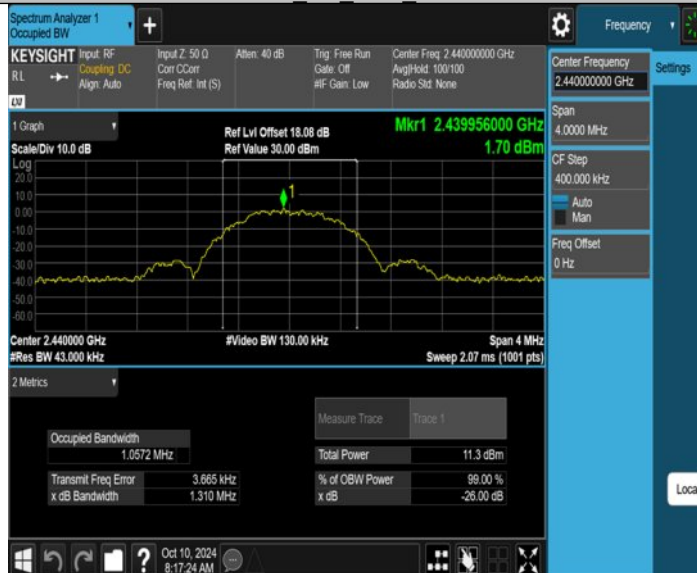 Spectrum Analyzer 1
Occupied BW
+
Frequency
KEYSIGHT
RL
LXI
Input: RF
Coupling: DC
Align: Auto
Input Z: 50 Ω
Corr CCorr
Freq Ref: Int (S)
Atten: 40 dB
Trig: Free Run
Gate: Off
#IF Gain: Low
Center Freq: 2.440000000 GHz
Avg|Hold: 100/100
Radio Std: None
Center Frequency
2.440000000 GHz
Settings
Span
4.0000 MHz
CF Step
400.000 kHz
Auto
Man
Freq Offset
0 Hz
1 Graph
Scale/Div 10.0 dB
Ref Lvl Offset 18.08 dB
Ref Value 30.00 dBm
Mkr1 2.439956000 GHz
1.70 dBm
Log
20.0
10.0
0.00
-10.0
-20.0
-30.0
-40.0
-50.0
-60.0
1
Center 2.440000 GHz
#Video BW 130.00 kHz
Span 4 MHz
#Res BW 43.000 kHz
Sweep 2.07 ms (1001 pts)
2 Metrics
Measure Trace
Trace 1
Occupied Bandwidth
1.0572 MHz
Total Power
11.3 dBm
Transmit Freq Error
3.665 kHz
% of OBW Power
99.00 %
x dB Bandwidth
1.310 MHz
x dB
-26.00 dB
Loca
?
Oct 10, 2024
8:17:24 AM